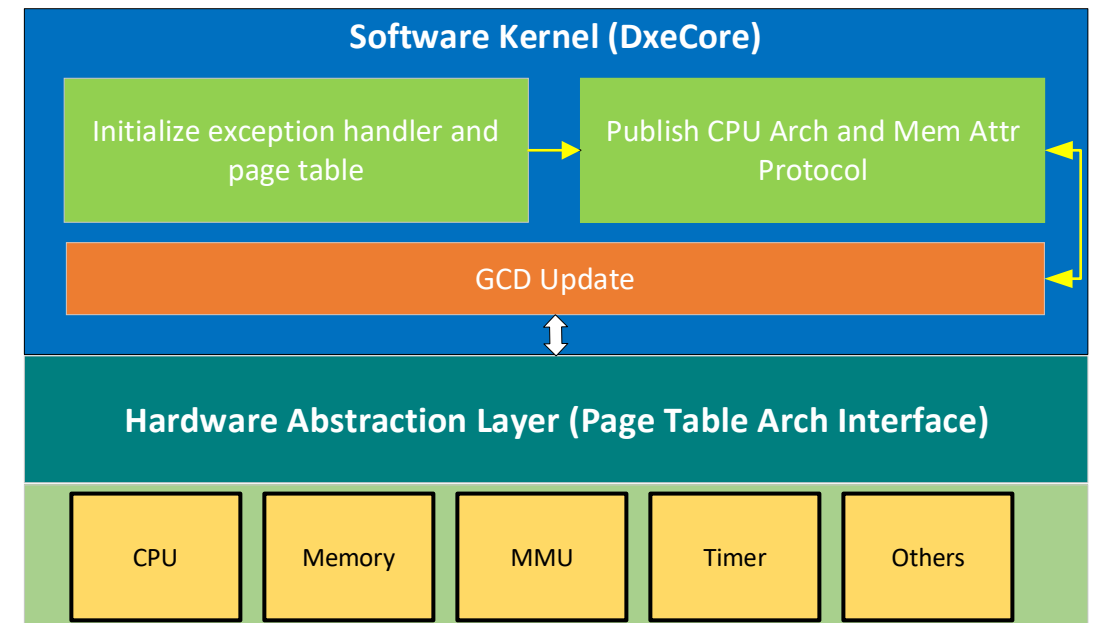 Software Kernel (DxeCore)
Initialize exception handler and
page table
Publish CPU Arch and Mem Attr
Protocol
GCD Update
Hardware Abstraction Layer (Page Table Arch Interface)
CPU
Memory
MMU
Timer
Others